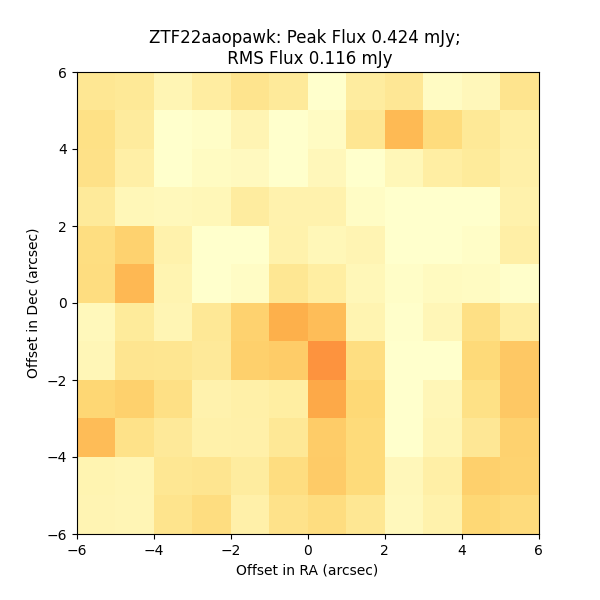 ZTF22aaopawk: Peak Flux 0.424 mJy;
RMS Flux 0.116 mJy
6
4
2
0
−2
−4
−6
Offset in Dec (arcsec)
−6 −4 −2 0 2 4 6
Offset in RA (arcsec)